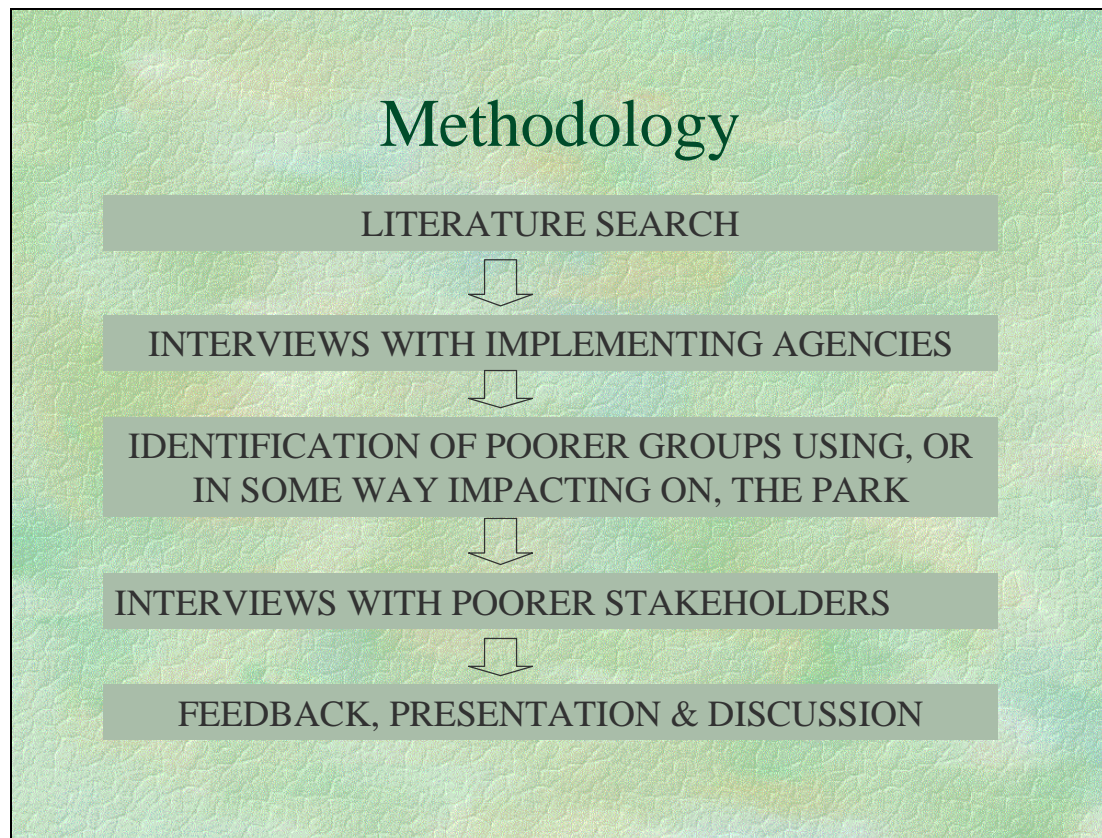 Methodology
LITERATURE SEARCH
INTERVIEWS WITH IMPLEMENTING AGENCIES
IDENTIFICATION OF POORER GROUPS USING, OR
IN SOME WAY IMPACTING ON, THE PARK
INTERVIEWS WITH POORER STAKEHOLDERS
FEEDBACK, PRESENTATION & DISCUSSION